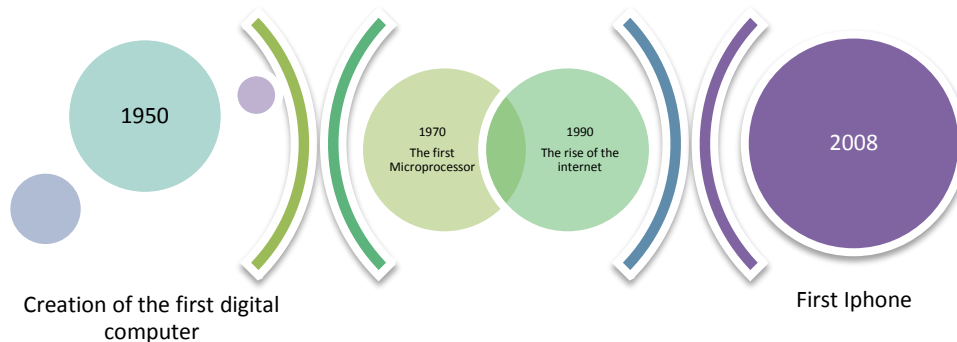 1950
Creation of the first digital
computer
1970
The first
Microprocessor
1990
The rise of the
internet
2008
First Iphone